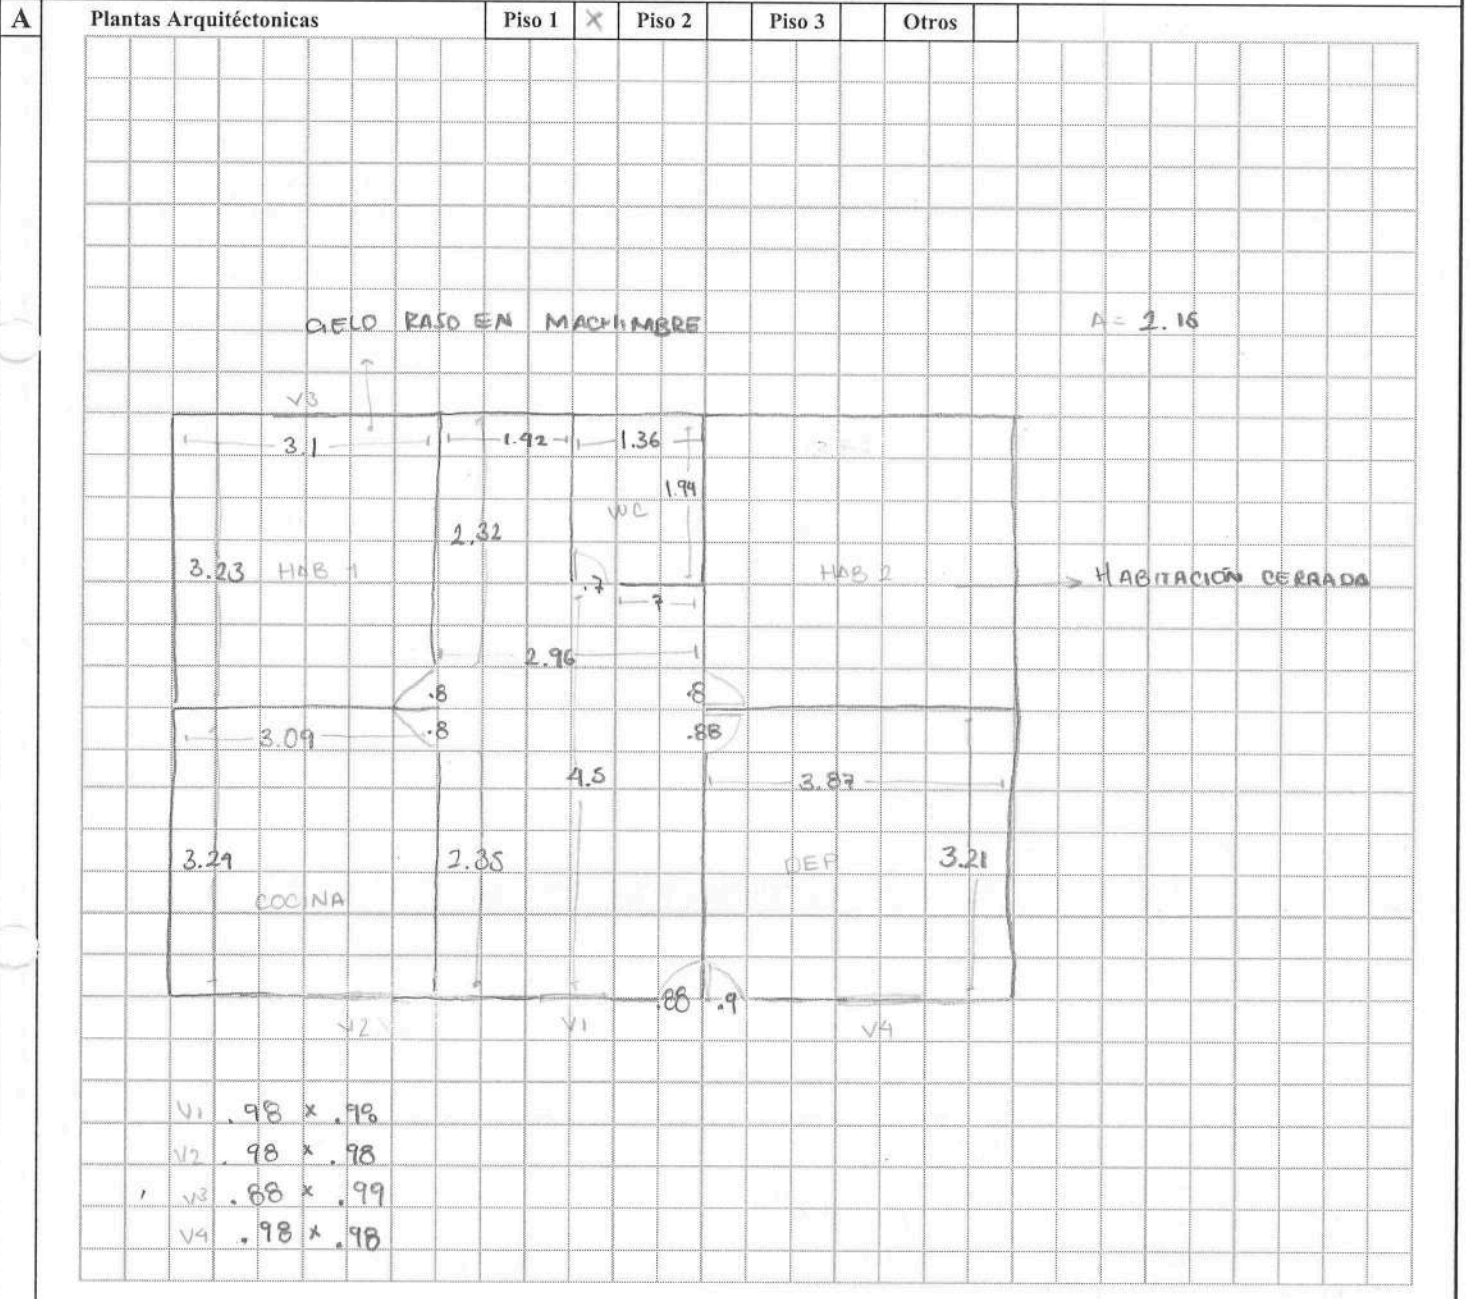 A
Plantas Arquitéctonicas Piso 1 X Piso 2 Piso 3 Otros
CIELO RASO EN MACHIMBRE
A = 2.16
V3
3.1 1.42 1.36
1.94
WC
2.32
3.23 HAB 1
.7
HAB 2
HABITACIÓN CERRADA
7
2.96
.8 .8
.8 .88
3.09
4.5
3.87
3.29 2.35 DEP 3.21
COCINA
.88 .9
V2 V1 V4
V1 .98 x .98
V2 .98 x .98
V3 .88 x .99
V4 .98 x .98